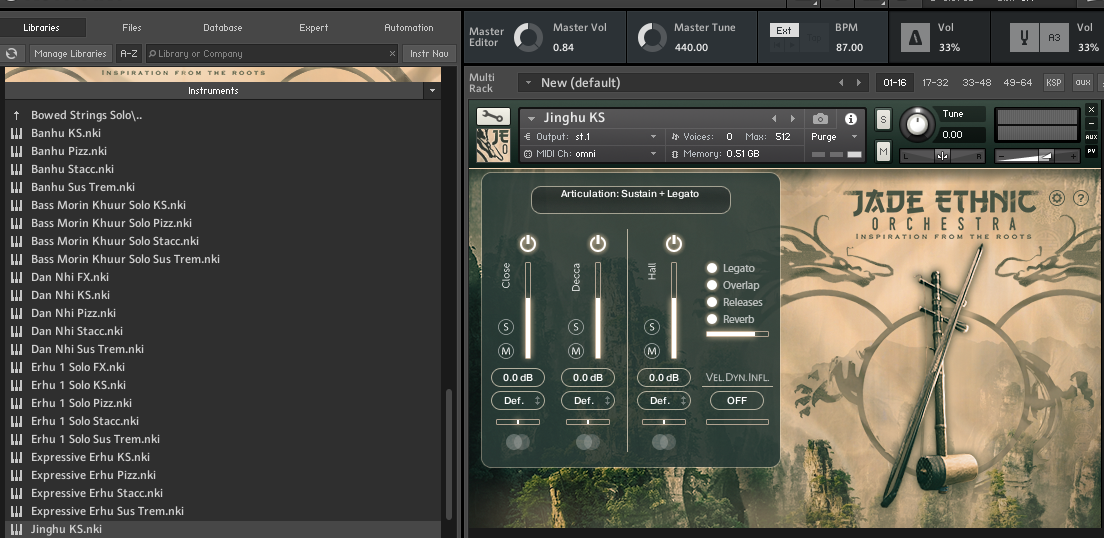 Libraries
Files
Database
Expert
Automation
Manage Libraries
A-Z
Library or Company
Instr Nav
INSPIRATION FROM THE ROOTS
Instruments
Bowed Strings Solo\..
Banhu KS.nki
Banhu Pizz.nki
Banhu Stacc.nki
Banhu Sus Trem.nki
Bass Morin Khuur Solo KS.nki
Bass Morin Khuur Solo Pizz.nki
Bass Morin Khuur Solo Stacc.nki
Bass Morin Khuur Solo Sus Trem.nki
Dan Nhi FX.nki
Dan Nhi KS.nki
Dan Nhi Pizz.nki
Dan Nhi Stacc.nki
Dan Nhi Sus Trem.nki
Erhu 1 Solo FX.nki
Erhu 1 Solo KS.nki
Erhu 1 Solo Pizz.nki
Erhu 1 Solo Stacc.nki
Erhu 1 Solo Sus Trem.nki
Expressive Erhu KS.nki
Expressive Erhu Pizz.nki
Expressive Erhu Stacc.nki
Expressive Erhu Sus Trem.nki
Jinghu KS.nki
Master Editor
Master Vol
0.84
Master Tune
440.00
Ext
Tap
BPM
87.00
Vol
33%
A3
Vol
33%
Multi Rack
New (default)
01-16
17-32
33-48
49-64
KSP
aux
Jinghu KS
Output: st.1
Voices: 0 Max: 512
Purge
MIDI Ch: omni
Memory: 0.51 GB
S
M
Tune
0.00
L
R
AUX
PV
JE
O
Articulation: Sustain + Legato
Close
Decca
Hall
S
M
S
M
S
M
Legato
Overlap
Releases
Reverb
0.0 dB
0.0 dB
0.0 dB
VEL.DYN.INFL.
Def.
Def.
Def.
OFF
JADE ETHNIC
ORCHESTRA
INSPIRATION FROM THE ROOTS
?